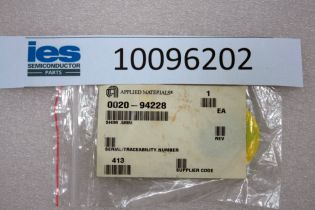 ies
SEMICONDUCTOR
PARTS
10096202
APPLIED MATERIALS®
0020-94228
1
EA
REV
SERIAL/TRACEABILITY NUMBER
413
SUPPLIER CODE